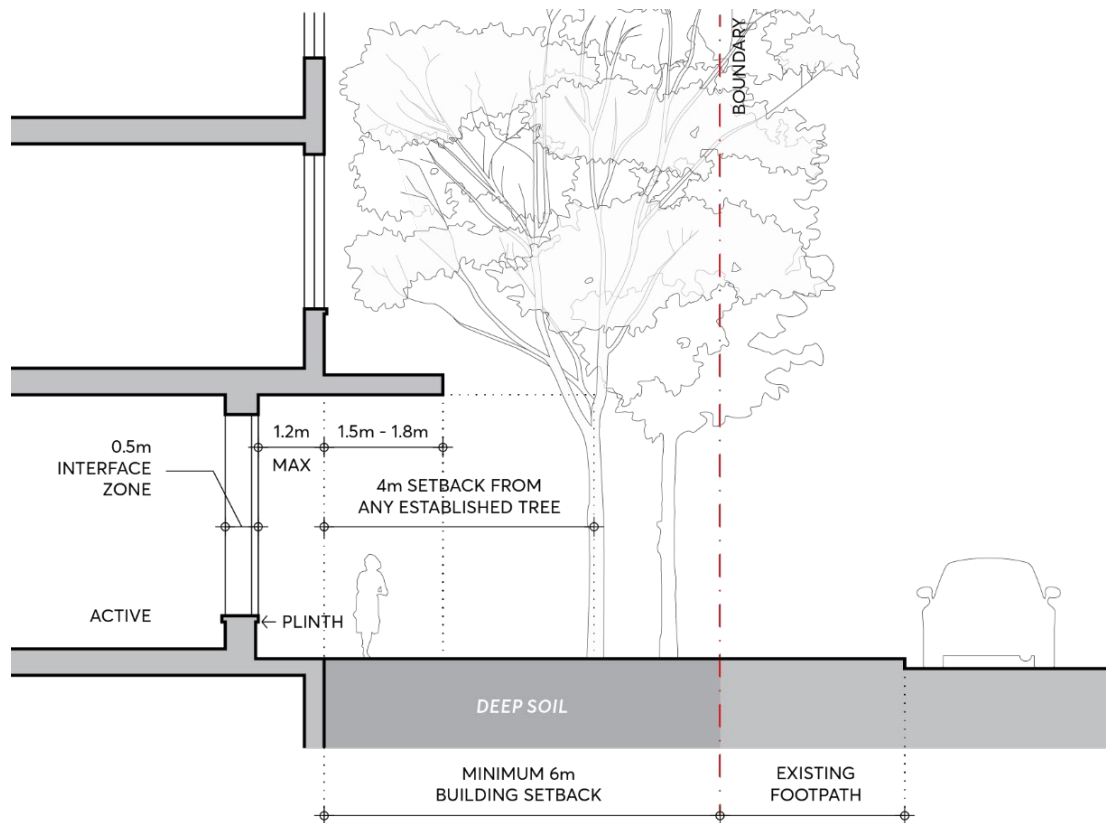 BOUNDARY
1.2m
MAX
1.5m - 1.8m
0.5m
INTERFACE
ZONE
4m SETBACK FROM
ANY ESTABLISHED TREE
ACTIVE
← PLINTH
DEEP SOIL
MINIMUM 6m
BUILDING SETBACK
EXISTING
FOOTPATH